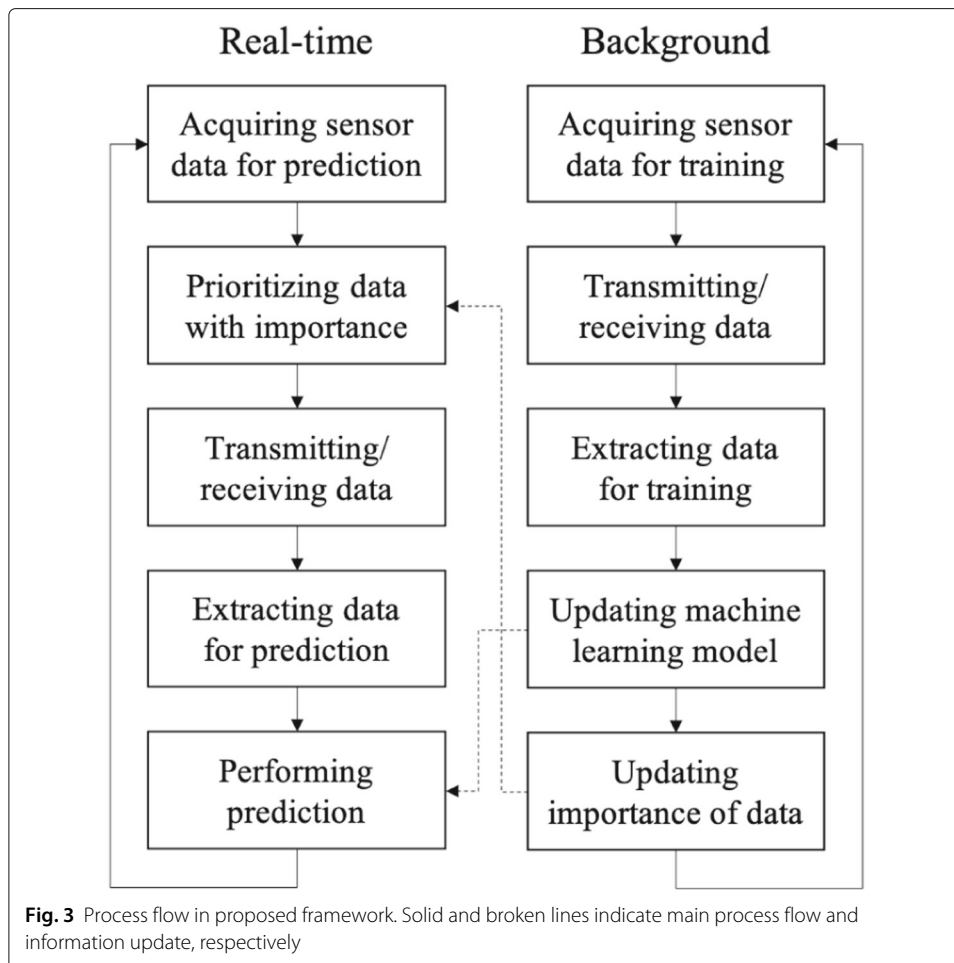 Real-time
Acquiring sensor
data for prediction
Prioritizing data
with importance
Transmitting/
receiving data
Extracting data
for prediction
Performing
prediction
Background
Acquiring sensor
data for training
Transmitting/
receiving data
Extracting data
for training
Updating machine
learning model
Updating
importance of data
Fig. 3 Process flow in proposed framework. Solid and broken lines indicate main process flow and
information update, respectively